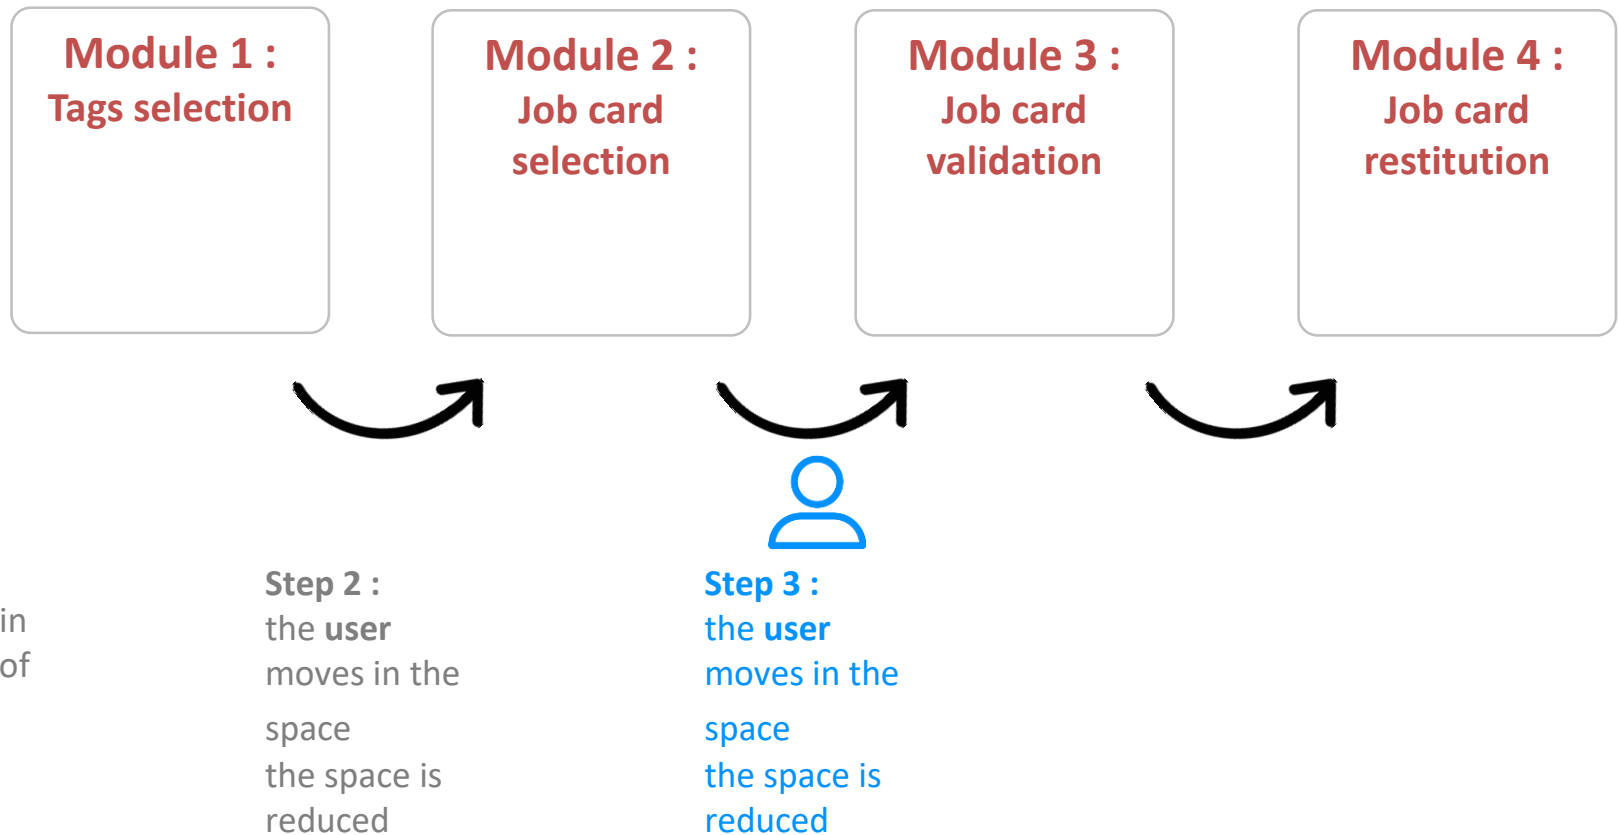 Module 1 :
Tags selection
Module 2 :
Job card
selection
Module 3 :
Job card
validation
Module 4 :
Job card
restitution
in
of
Step 2 :
the user
moves in the
space
the space is
reduced
Step 3 :
the user
moves in the
space
the space is
reduced